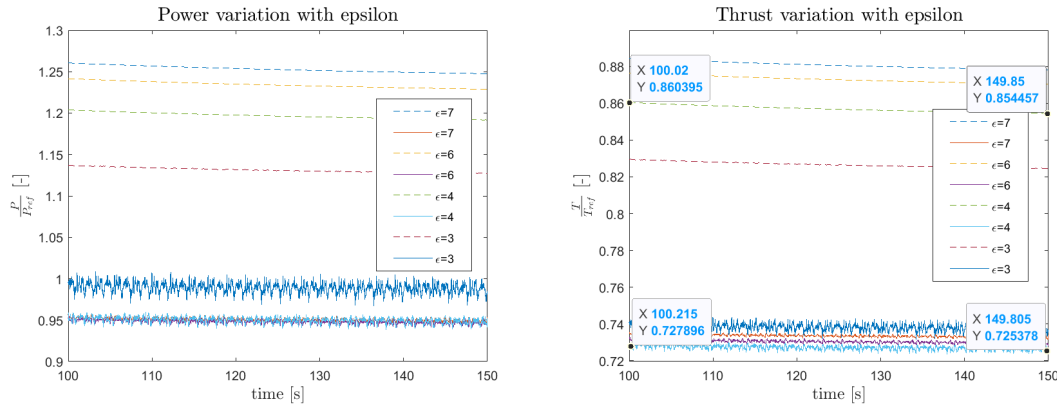 Power variation with epsilon
1.3
1.25
1.2
1.15
1.1
1.05
1
0.95
0.9
P/P_ref [-]
ϵ=7
ϵ=7
ϵ=6
ϵ=6
ϵ=4
ϵ=4
ϵ=3
ϵ=3
100 110 120 130 140 150
time [s]
Thrust variation with epsilon
0.88
0.86
0.84
0.82
0.8
0.78
0.76
0.74
0.72
T/T_ref [-]
X 100.02
Y 0.860395
X 149.85
Y 0.854457
ϵ=7
ϵ=7
ϵ=6
ϵ=6
ϵ=4
ϵ=4
ϵ=3
ϵ=3
X 100.215
Y 0.727896
X 149.805
Y 0.725378
100 110 120 130 140 150
time [s]